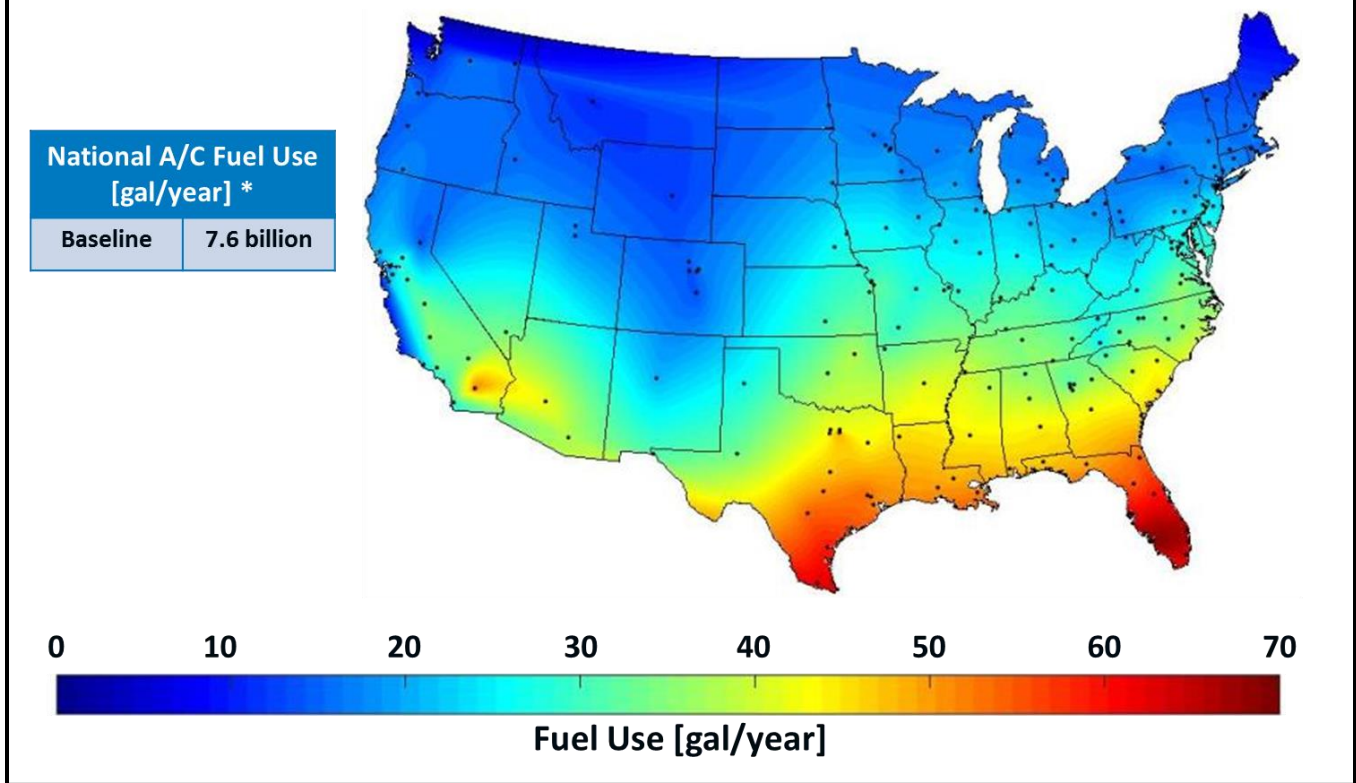 National A/C Fuel Use
[gal/year] *
Baseline 7.6 billion
0 10 20 30 40 50 60 70
Fuel Use [gal/year]